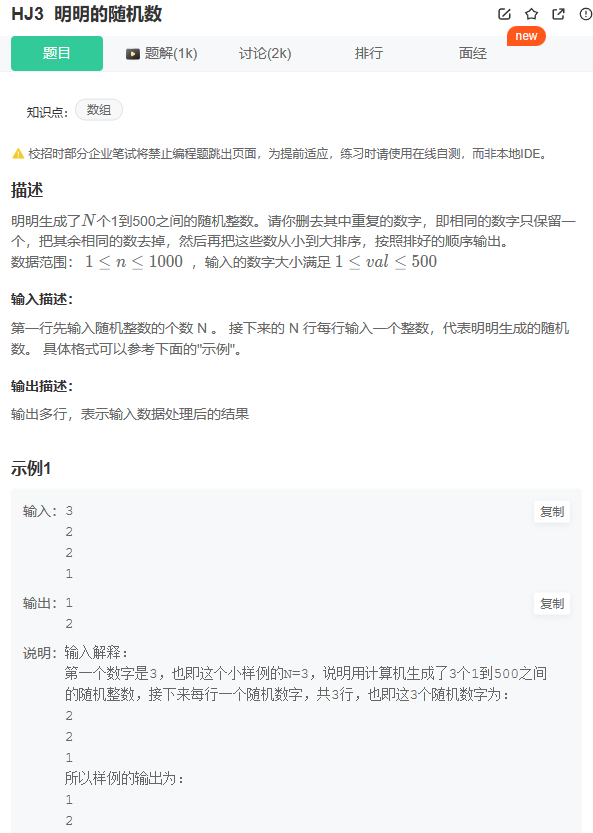 HJ3 明明的随机数
new
题目 题解(1k) 讨论(2k) 排行 面经
知识点： 数组
校招时部分企业笔试将禁止编程题跳出页面，为提前适应，练习时请使用在线自测，而非本地IDE。
描述
明明生成了N个1到500之间的随机整数。请你删去其中重复的数字，即相同的数字只保留一
个，把其余相同的数去掉，然后再把这些数从小到大排序，按照排好的顺序输出。
数据范围： 1 ≤ n ≤ 1000 ，输入的数字大小满足 1 ≤ val ≤ 500
输入描述：
第一行先输入随机整数的个数 N 。 接下来的 N 行每行输入一个整数，代表明明生成的随机
数。 具体格式可以参考下面的"示例"。
输出描述：
输出多行，表示输入数据处理后的结果
示例1
输入：3 复制
2
2
1
输出：1 复制
2
说明：输入解释：
第一个数字是3，也即这个小样例的N=3，说明用计算机生成了3个1到500之间
的随机整数，接下来每行一个随机数字，共3行，也即这3个随机数字为：
2
2
1
所以样例的输出为：
1
2